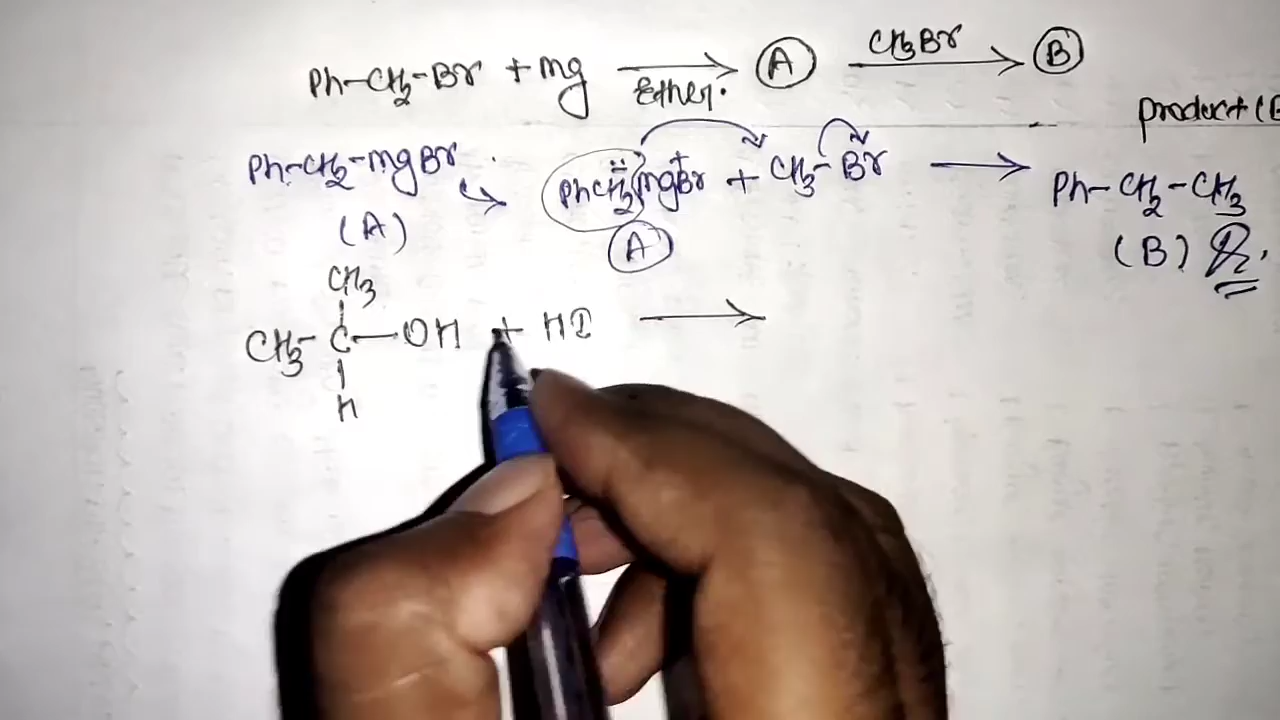 Ph-CH2-Br + mg ⟶ Ether. (A) CH3Br ⟶ (B)
product (
Ph-CH2-mgBr . ↪ PhCH2 mgBr + CH3-Br ⟶ Ph-CH2-CH3
(A) (A) (B)
CH3
CH3-C-OH + HI ⟶
H